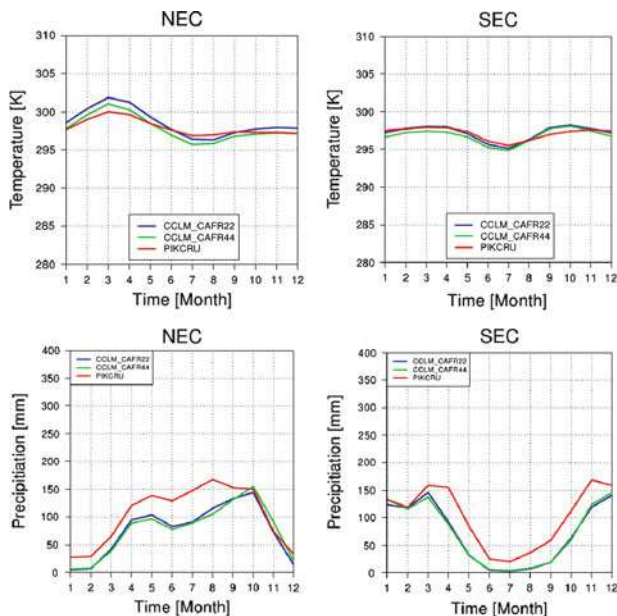 NEC
SEC
310
305
300
295
290
285
280
Temperature [K]
CCLM_CAFR22
CCLM_CAFR44
PIKCRU
1 2 3 4 5 6 7 8 9 10 11 12
Time [Month]
310
305
300
295
290
285
280
Temperature [K]
CCLM_CAFR22
CCLM_CAFR44
PIKCRU
1 2 3 4 5 6 7 8 9 10 11 12
Time [Month]
NEC
SEC
400
350
300
250
200
150
100
50
0
Precipitiation [mm]
CCLM_CAFR22
CCLM_CAFR44
PIKCRU
1 2 3 4 5 6 7 8 9 10 11 12
Time [Month]
400
350
300
250
200
150
100
50
0
Precipitiation [mm]
CCLM_CAFR22
CCLM_CAFR44
PIKCRU
1 2 3 4 5 6 7 8 9 10 11 12
Time [Month]